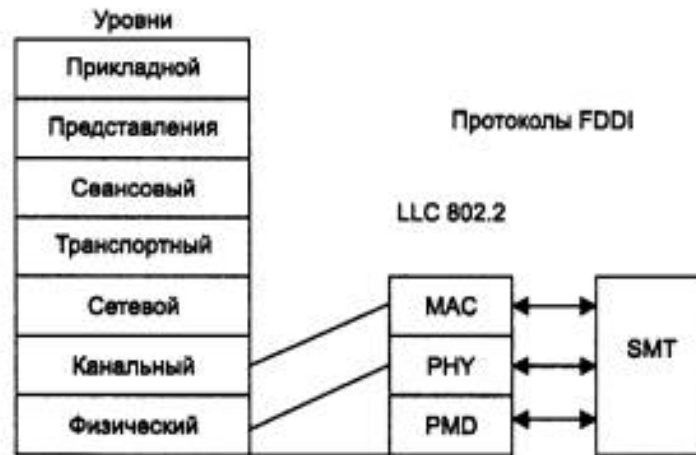 Уровни
Прикладной
Представления
Сеансовый
Транспортный
Сетевой
Канальный
Физический
Протоколы FDDI
LLC 802.2
MAC
PHY
PMD
SMT